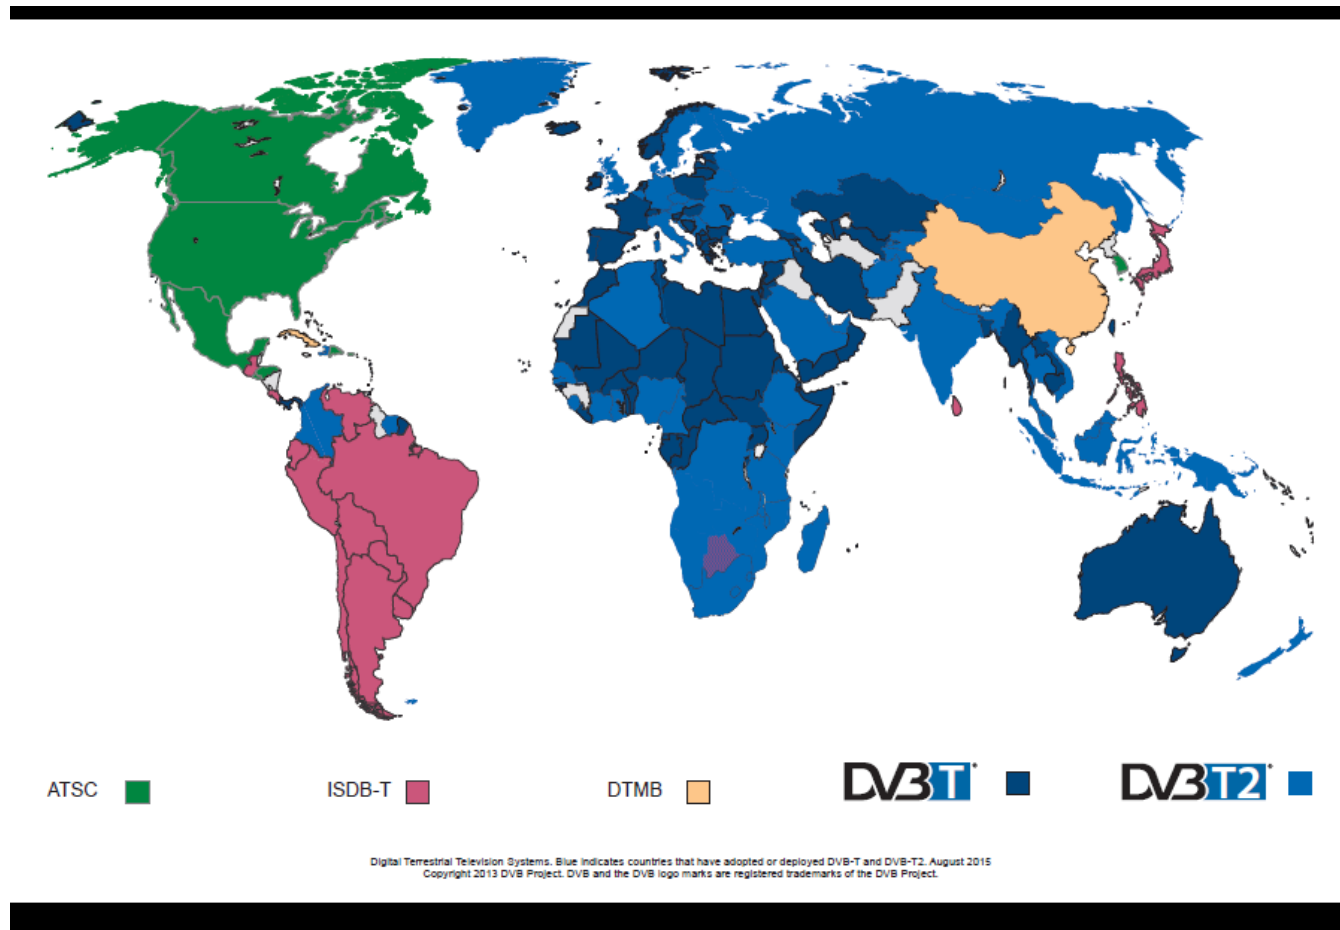 ATSC
ISDB-T
DTMB
DVB T
DVB T2
Digital Terrestrial Television Systems. Blue indicates countries that have adopted or deployed DVB-T and DVB-T2. August 2015
Copyright 2013 DVB Project. DVB and the DVB logo marks are registered trademarks of the DVB Project.